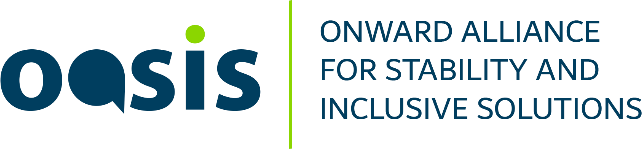 oasis
ONWARD ALLIANCE
FOR STABILITY AND
INCLUSIVE SOLUTIONS